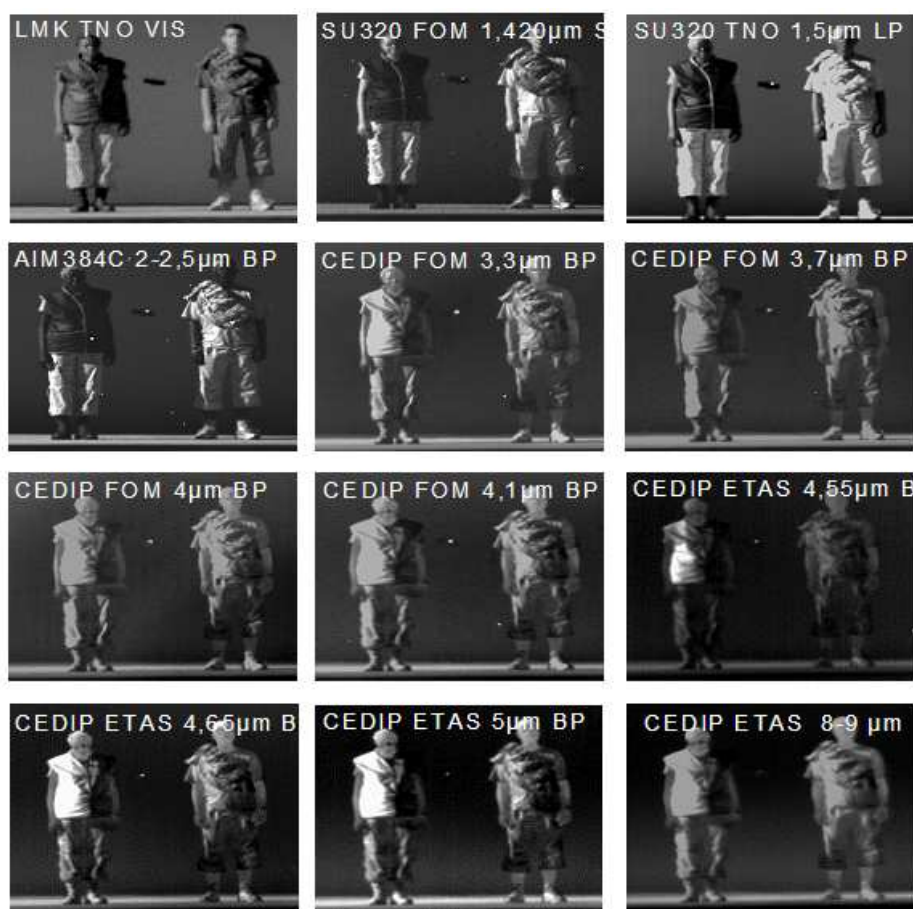 LMK TNO VIS
SU320 FOM 1,420µm S
SU320 TNO 1,5µm LP
AIM384C 2-2,5µm BP
CEDIP FOM 3,3µm BP
CEDIP FOM 3,7µm BP
CEDIP FOM 4µm BP
CEDIP FOM 4,1µm BP
CEDIP ETAS 4,55µm B
CEDIP ETAS 4,65µm B
CEDIP ETAS 5µm BP
CEDIP ETAS 8-9 µm